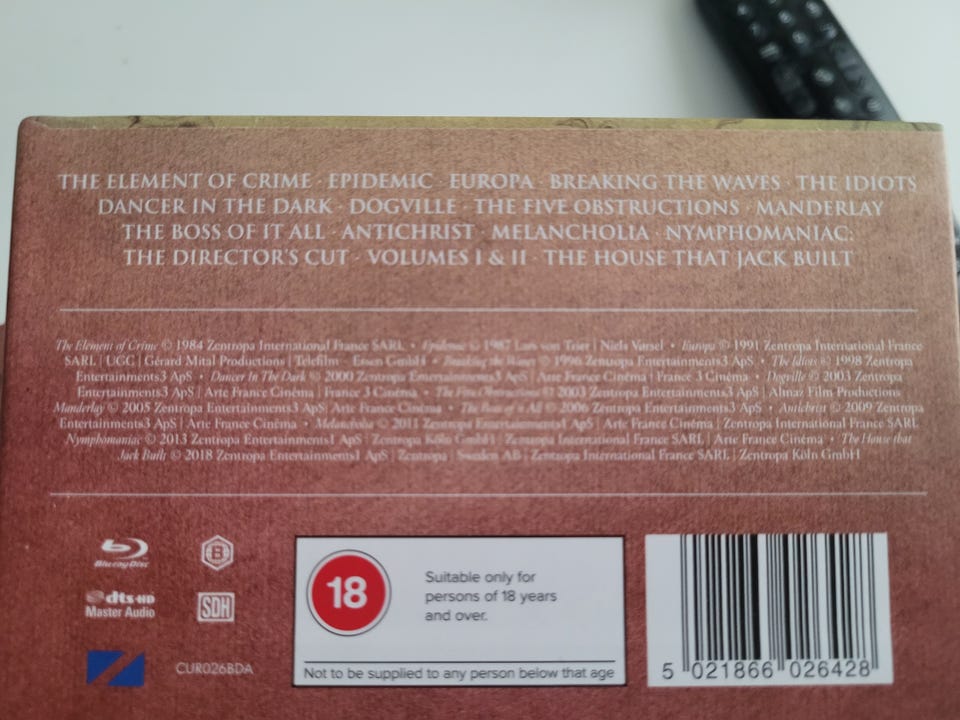 THE ELEMENT OF CRIME · EPIDEMIC · EUROPA · BREAKING THE WAVES · THE IDIOTS
DANCER IN THE DARK · DOGVILLE · THE FIVE OBSTRUCTIONS · MANDERLAY
THE BOSS OF IT ALL · ANTICHRIST · MELANCHOLIA · NYMPHOMANIAC:
THE DIRECTOR'S CUT · VOLUMES I & II · THE HOUSE THAT JACK BUILT
The Element of Crime © 1984 Zentropa International France SARL • Epidemic © 1987 Lars von Trier | Niels Vørsel • Europa © 1991 Zentropa International France
SARL | UGC | Gérard Mital Productions | Telefilm Essen GmbH • Breaking the Waves © 1996 Zentropa Entertainments3 ApS • The Idiots © 1998 Zentropa
Entertainments3 ApS • Dancer In The Dark © 2000 Zentropa Entertainments3 ApS | Arte France Cinéma | France 3 Cinéma • Dogville © 2003 Zentropa
Entertainments3 ApS | Arte France Cinéma | France 3 Cinéma • The Five Obstructions © 2003 Zentropa Entertainments3 ApS | Almaz Film Productions
Manderlay © 2005 Zentropa Entertainments3 ApS | Arte France Cinéma • The Boss of it All © 2006 Zentropa Entertainments3 ApS • Antichrist © 2009 Zentropa
Entertainments3 ApS | Arte France Cinéma • Melancholia © 2011 Zentropa Entertainments1 ApS | Arte France Cinéma | Zentropa International France SARL
Nymphomaniac © 2013 Zentropa Entertainments1 ApS | Zentropa Köln GmbH | Zentropa International France SARL | Arte France Cinéma • The House that
Jack Built © 2018 Zentropa Entertainments1 ApS | Zentropa | Sweden AB | Zentropa International France SARL | Zentropa Köln GmbH
Blu-ray Disc
B
dts-HD
Master Audio
SDH
CUR026BDA
18
Suitable only for
persons of 18 years
and over.
Not to be supplied to any person below that age
5 021866 026428